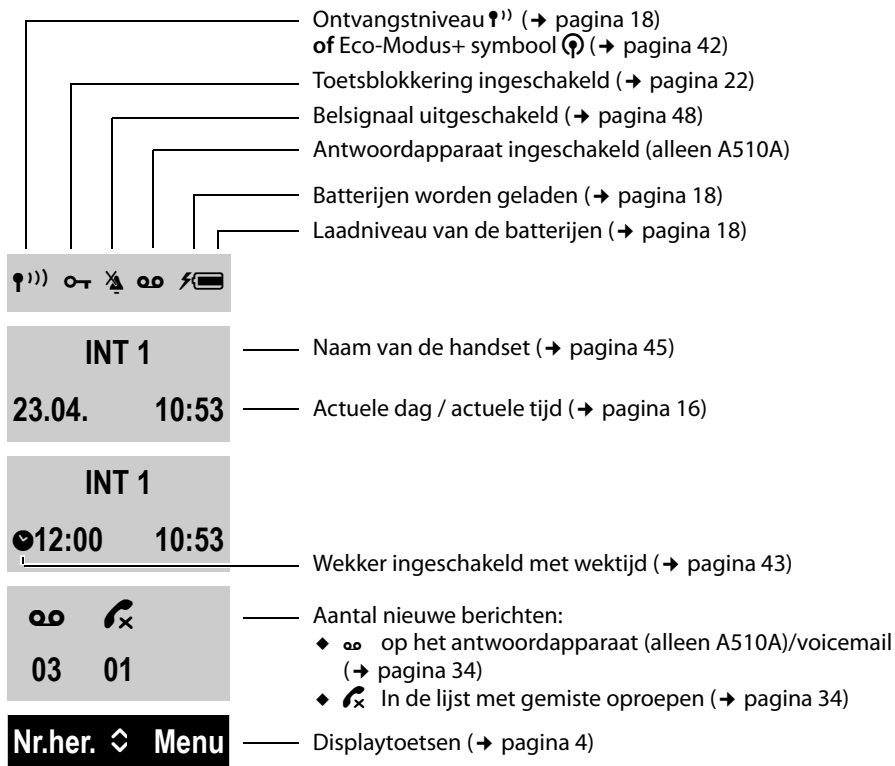 Ontvangstniveau (➔ pagina 18)
of Eco-Modus+ symbool (➔ pagina 42)
Toetsblokkering ingeschakeld (➔ pagina 22)
Belsignaal uitgeschakeld (➔ pagina 48)
Antwoordapparaat ingeschakeld (alleen A510A)
Batterijen worden geladen (➔ pagina 18)
Laadniveau van de batterijen (➔ pagina 18)
INT 1
Naam van de handset (➔ pagina 45)
23.04. 10:53
Actuele dag / actuele tijd (➔ pagina 16)
INT 1
12:00 10:53
Wekker ingeschakeld met wektijd (➔ pagina 43)
Aantal nieuwe berichten:
◆ op het antwoordapparaat (alleen A510A)/voicemail
(➔ pagina 34)
◆ In de lijst met gemiste oproepen (➔ pagina 34)
03 01
Nr.her. Menu
Displaytoetsen (➔ pagina 4)